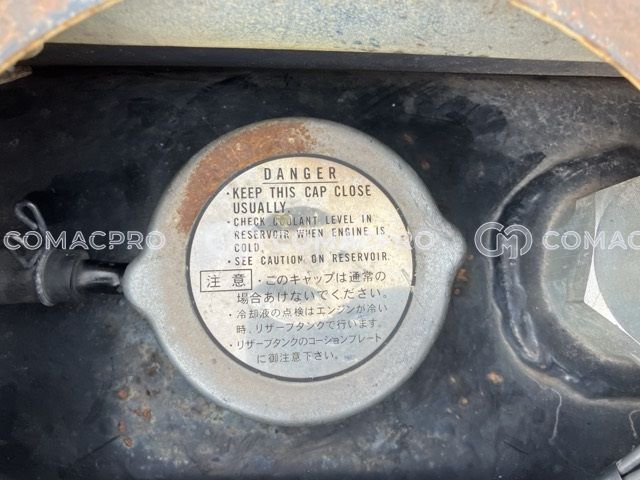 DANGER
・KEEP THIS CAP CLOSE
USUALLY.
・CHECK COOLANT LEVEL IN
RESERVOIR WHEN ENGINE IS
COLD.
・SEE CAUTION ON RESERVOIR.
注意・このキャップは通常の
場合あけないでください。
・冷却液の点検はエンジンが冷い
時、リザーブタンクで行います。
・リザーブタンクのコーションプレート
に御注意下さい。
COMACPRO
COMACPRO